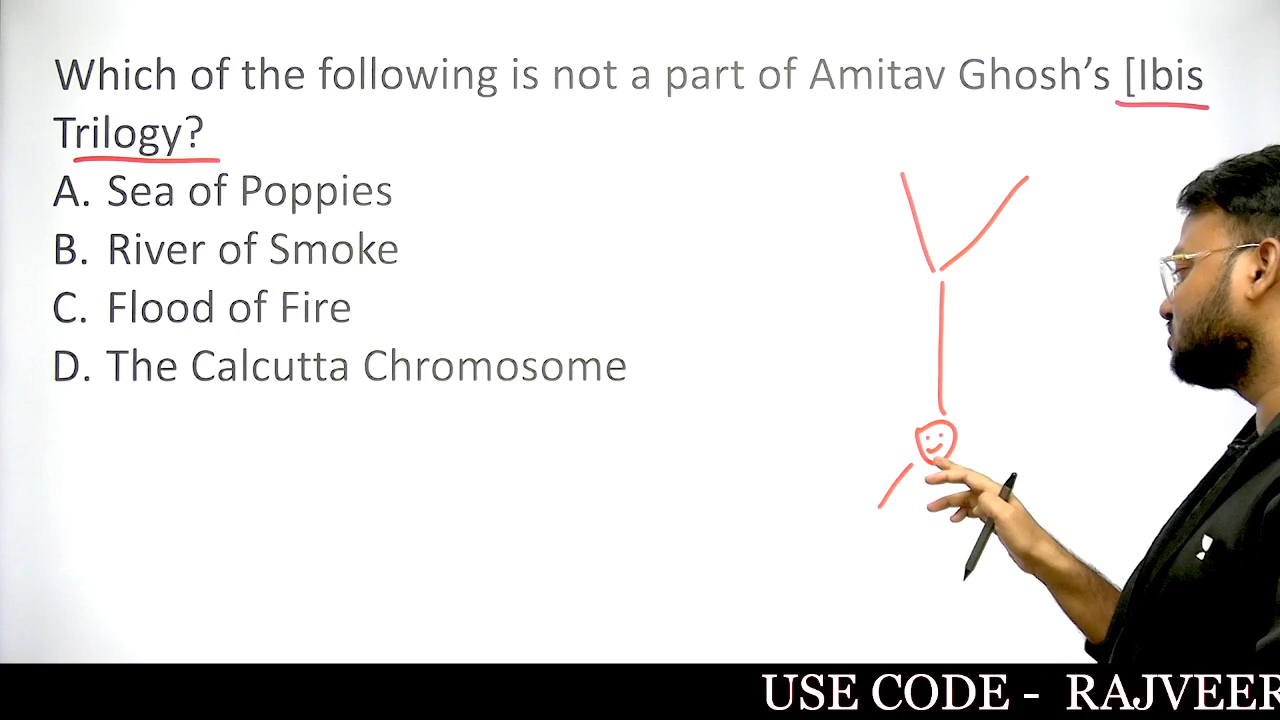 Which of the following is not a part of Amitav Ghosh's [Ibis
Trilogy?
A. Sea of Poppies
B. River of Smoke
C. Flood of Fire
D. The Calcutta Chromosome
USE CODE - RAJVEER